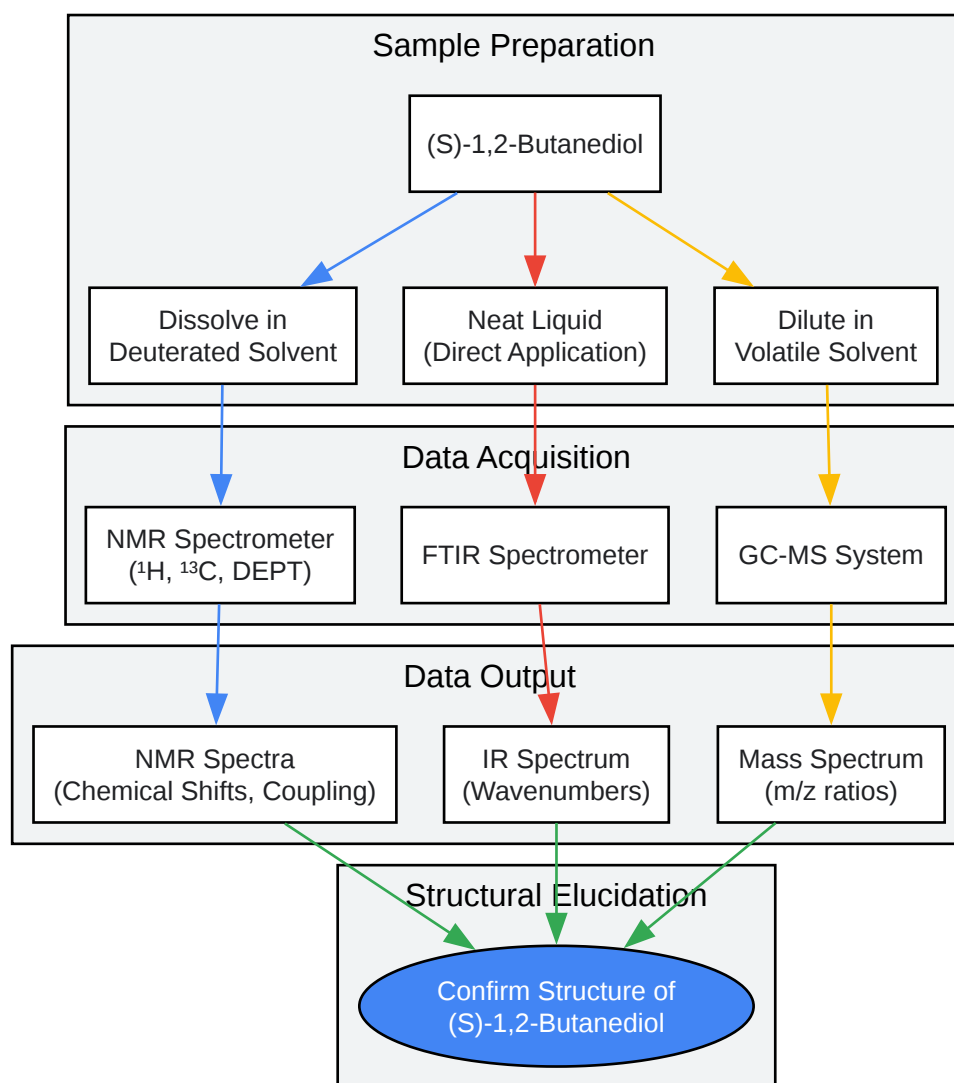 Sample Preparation
(S)-1,2-Butanediol
Dissolve in
Deuterated Solvent
Neat Liquid
(Direct Application)
Dilute in
Volatile Solvent
Data Acquisition
NMR Spectrometer
(¹H, ¹³C, DEPT)
FTIR Spectrometer
GC-MS System
Data Output
NMR Spectra
(Chemical Shifts, Coupling)
IR Spectrum
(Wavenumbers)
Mass Spectrum
(m/z ratios)
Structural Elucidation
Confirm Structure of
(S)-1,2-Butanediol